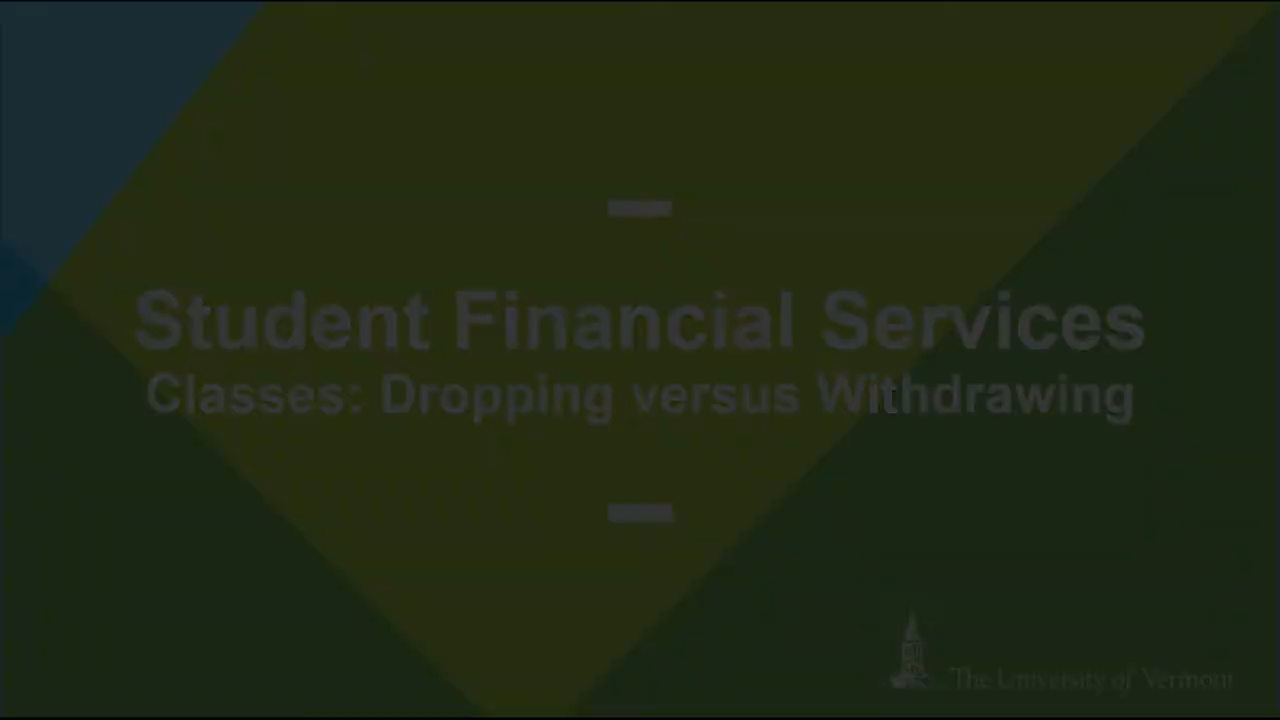 Student Financial Services
Classes: Dropping versus Withdrawing
The University of Vermont